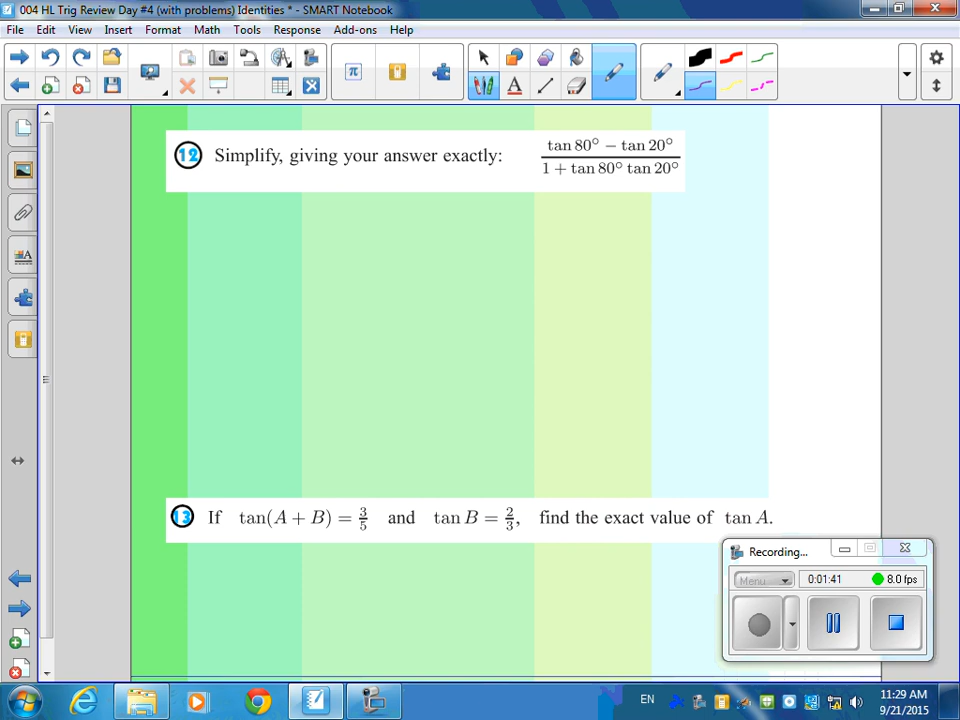 004 HL Trig Review Day #4 (with problems) Identities * - SMART Notebook
File Edit View Insert Format Math Tools Response Add-ons Help
12 Simplify, giving your answer exactly: tan 80° − tan 20°
1 + tan 80° tan 20°
13 If tan(A + B) = 3/5 and tan B = 2/3, find the exact value of tan A.
Recording...
Menu 0:01:41 8.0 fps
EN
11:29 AM
9/21/2015